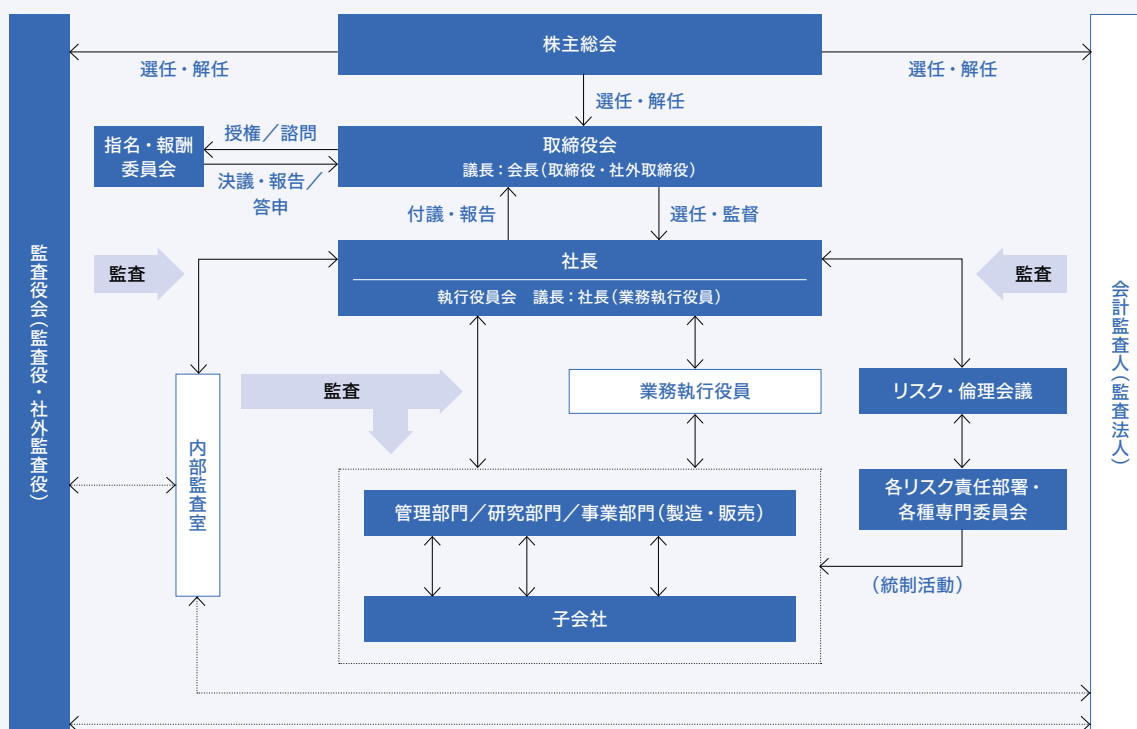 株主総会
選任・解任
選任・解任
選任・解任
指名・報酬
委員会
授権／諮問
決議・報告／
答申
取締役会
議長：会長（取締役・社外取締役）
付議・報告
選任・監督
監査役会（監査役・社外監査役）
監査
社長
執行役員会　議長：社長（業務執行役員）
監査
会計監査人（監査法人）
内部監査室
監査
業務執行役員
リスク・倫理会議
各リスク責任部署・
各種専門委員会
管理部門／研究部門／事業部門（製造・販売）
（統制活動）
子会社